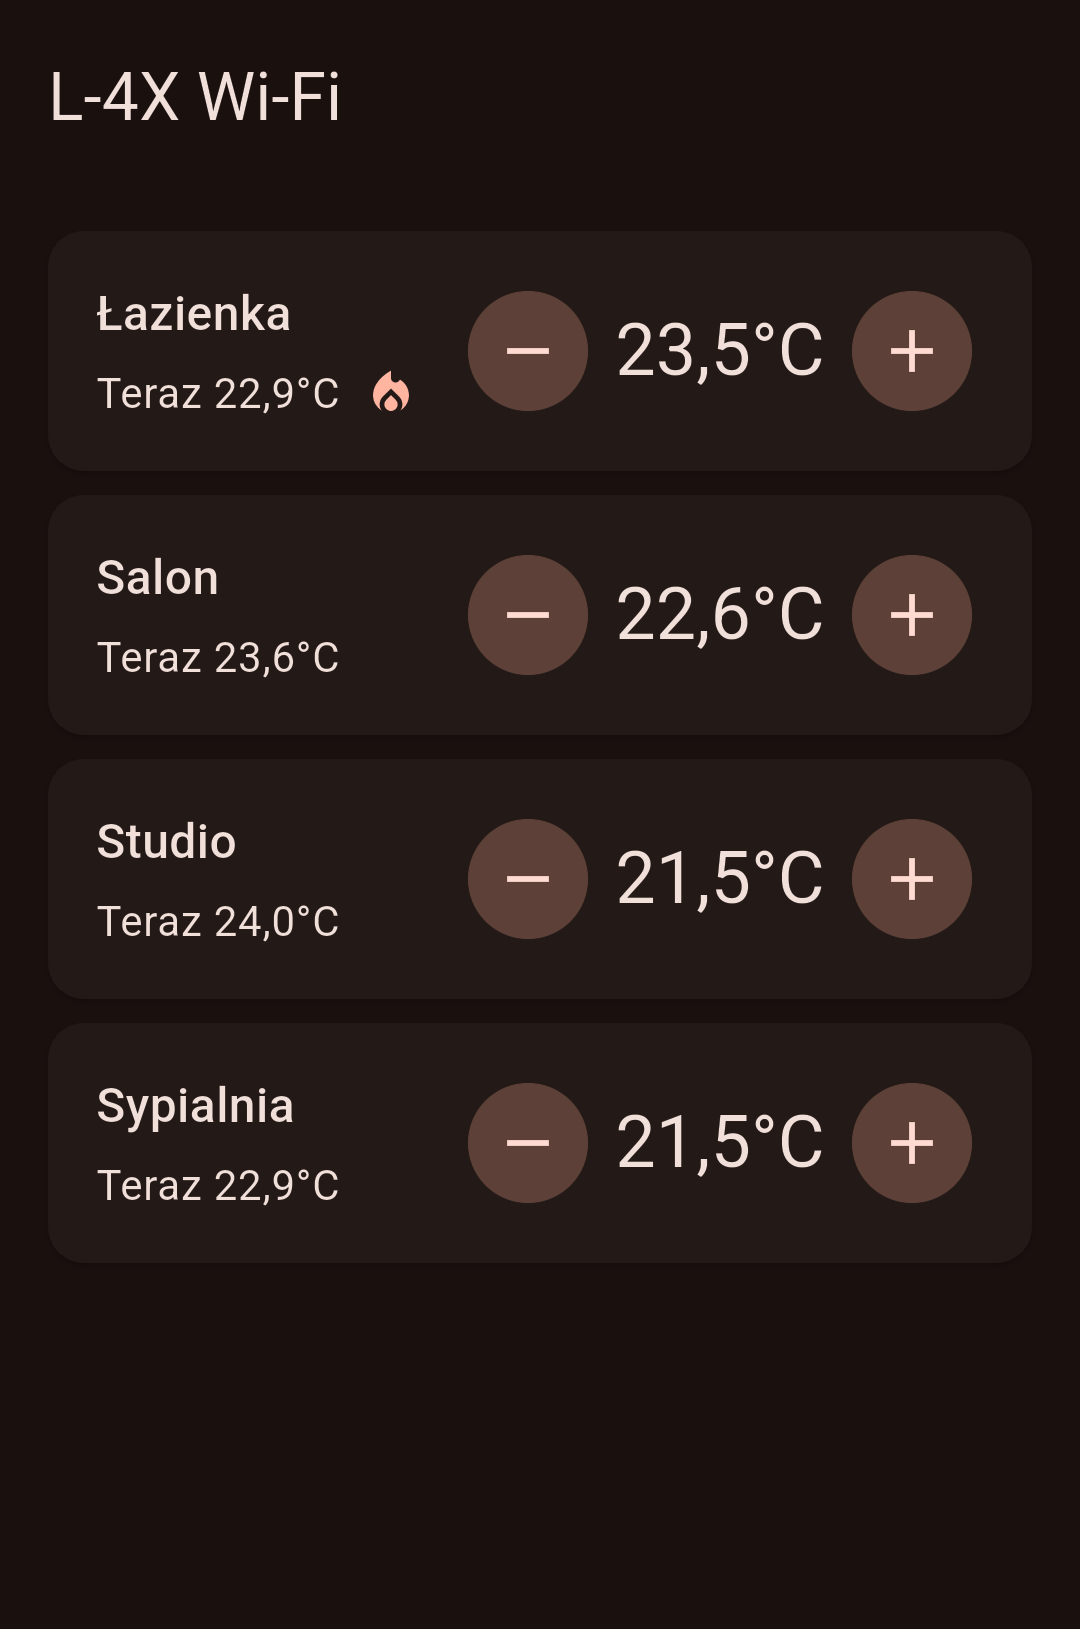 L-4X Wi-Fi
Łazienka
Teraz 22,9°C
23,5°C
Salon
Teraz 23,6°C
22,6°C
Studio
Teraz 24,0°C
21,5°C
Sypialnia
Teraz 22,9°C
21,5°C